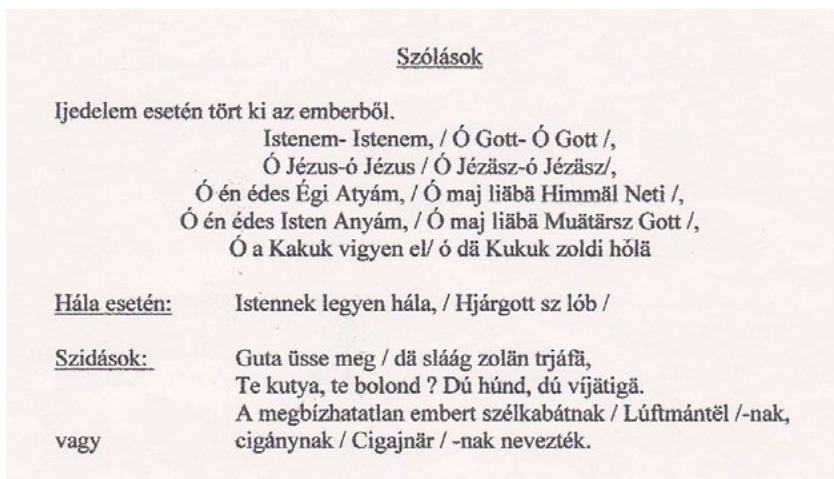 Szólások
Ijedelem esetén tört ki az emberből.
Istenem- Istenem, / Ó Gott- Ó Gott /,
Ó Jézus-ó Jézus / Ó Jézäsz-ó Jézäsz/,
Ó én édes Égi Atyám, / Ó maj liäbä Himmäl Neti /,
Ó én édes Isten Anyám, / Ó maj liäbä Muätärsz Gott /,
Ó a Kakuk vigyen el/ ó dä Kukuk zoldi hólä
Hála esetén: Istennek legyen hála, / Hjárgott sz lób /
Szidások: Guta üsse meg / dä sláág zolän trjáfä,
Te kutya, te bolond ? Dú húnd, dú víjätigä.
A megbízhatatlan embert szélkabátnak / Lúftmántël /-nak,
vagy cigánynak / Cigajnär / -nak nevezték.